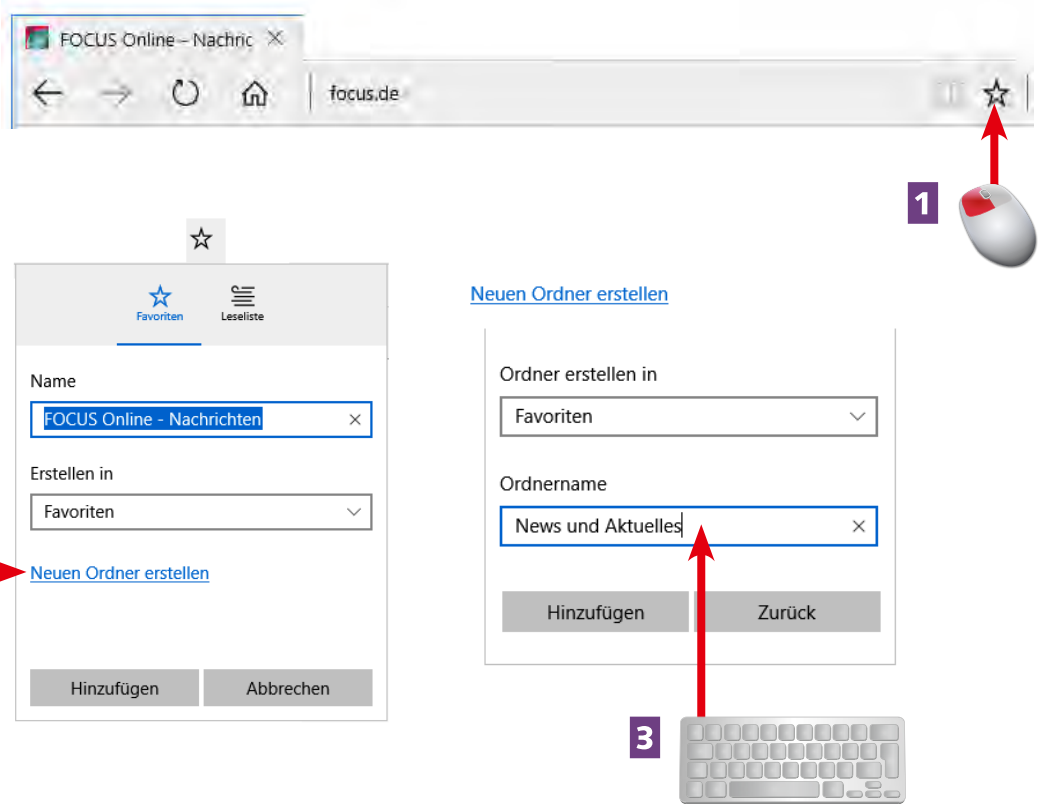 FOCUS Online – Nachric
focus.de
1
Favoriten
Leseliste
Name
FOCUS Online - Nachrichten
Erstellen in
Favoriten
Neuen Ordner erstellen
Hinzufügen
Abbrechen
Neuen Ordner erstellen
Ordner erstellen in
Favoriten
Ordnername
News und Aktuelles
Hinzufügen
Zurück
3